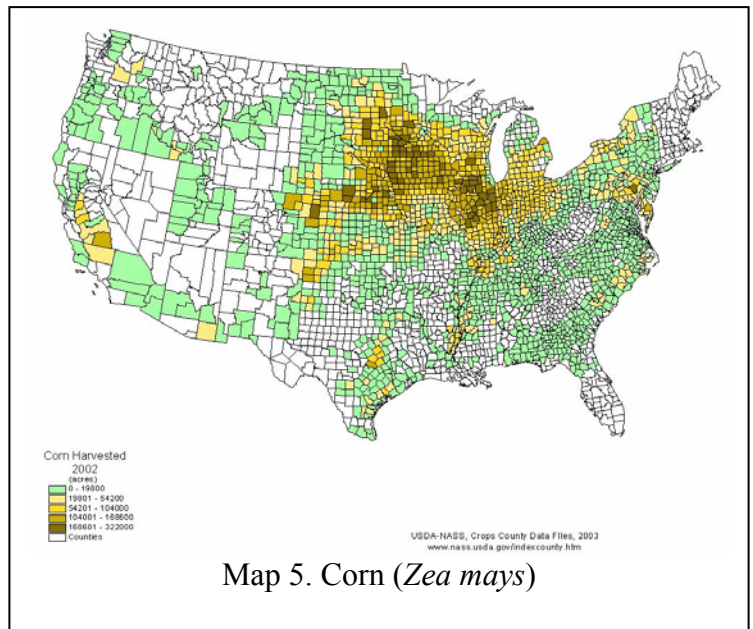 Corn Harvested
2002
(acres)
0 - 19800
19801 - 54200
54201 - 104000
104001 - 168600
168601 - 322000
Counties
USDA-NASS, Crops County Data Files, 2003
www.nass.usda.gov/indexcounty.htm
Map 5. Corn (Zea mays)